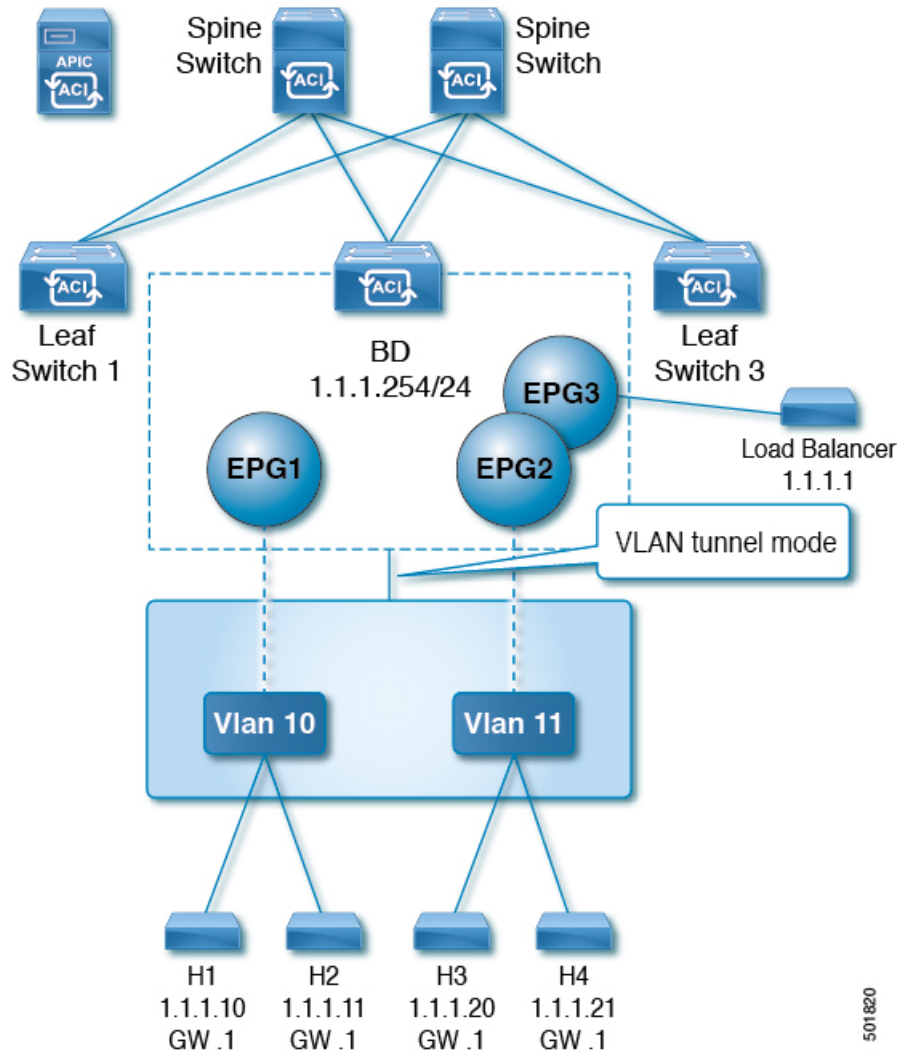 APIC
ACI
Spine
Switch
ACI
Spine
Switch
ACI
ACI
Leaf
Switch 1
ACI
ACI
Leaf
Switch 3
BD
1.1.1.254/24
EPG1
EPG3
EPG2
Load Balancer
1.1.1.1
VLAN tunnel mode
Vlan 10
Vlan 11
H1
1.1.1.10
GW .1
H2
1.1.1.11
GW .1
H3
1.1.1.20
GW .1
H4
1.1.1.21
GW .1
501820